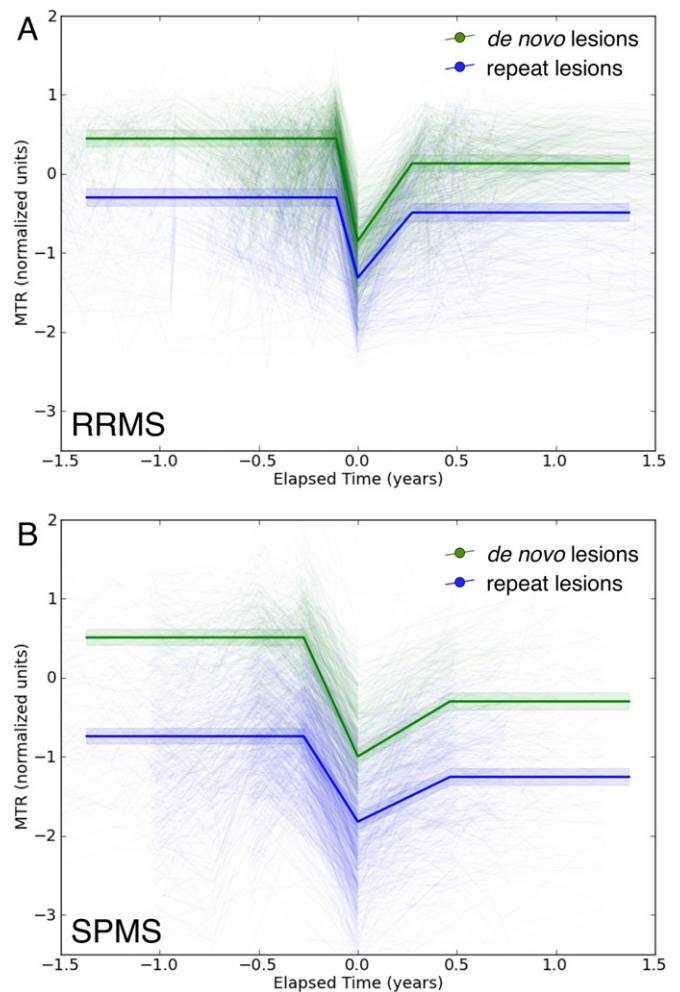 A
de novo lesions
repeat lesions
2
1
0
−1
−2
−3
MTR (normalized units)
RRMS
−1.5 −1.0 −0.5 0.0 0.5 1.0 1.5
Elapsed Time (years)
B
de novo lesions
repeat lesions
2
1
0
−1
−2
−3
MTR (normalized units)
SPMS
−1.5 −1.0 −0.5 0.0 0.5 1.0 1.5
Elapsed Time (years)